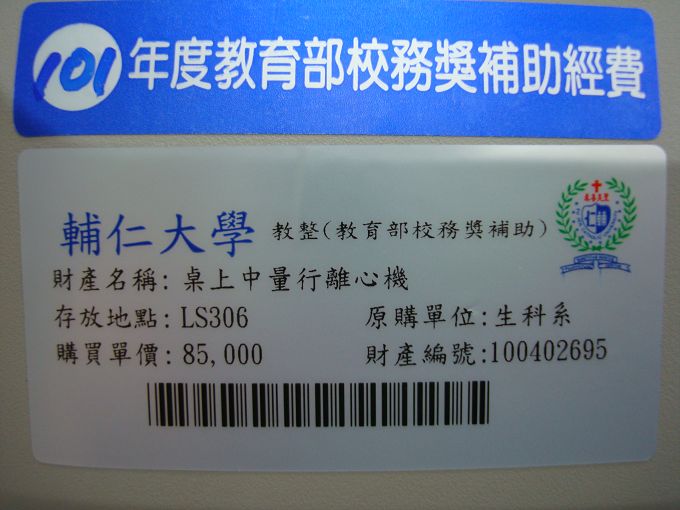 101年度教育部校務獎補助經費
輔仁大學 教整(教育部校務獎補助)
財產名稱: 桌上中量行離心機
存放地點: LS306 原購單位:生科系
購買單價: 85,000 財產編號:100402695